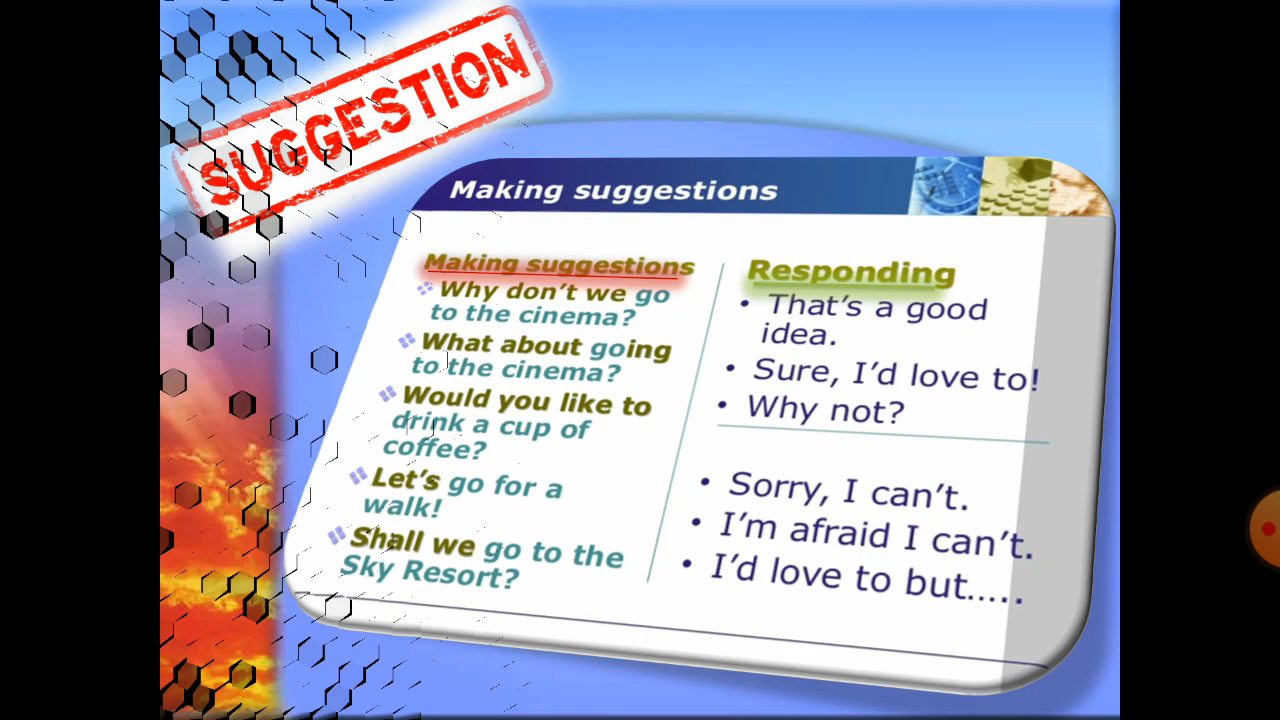 SUGGESTION
Making suggestions
Making suggestions
Why don't we go
to the cinema?
What about going
to the cinema?
Would you like to
drink a cup of
coffee?
Let's go for a
walk!
Shall we go to the
Sky Resort?
Responding
• That's a good
idea.
• Sure, I'd love to!
• Why not?
• Sorry, I can't.
• I'm afraid I can't.
• I'd love to but.....